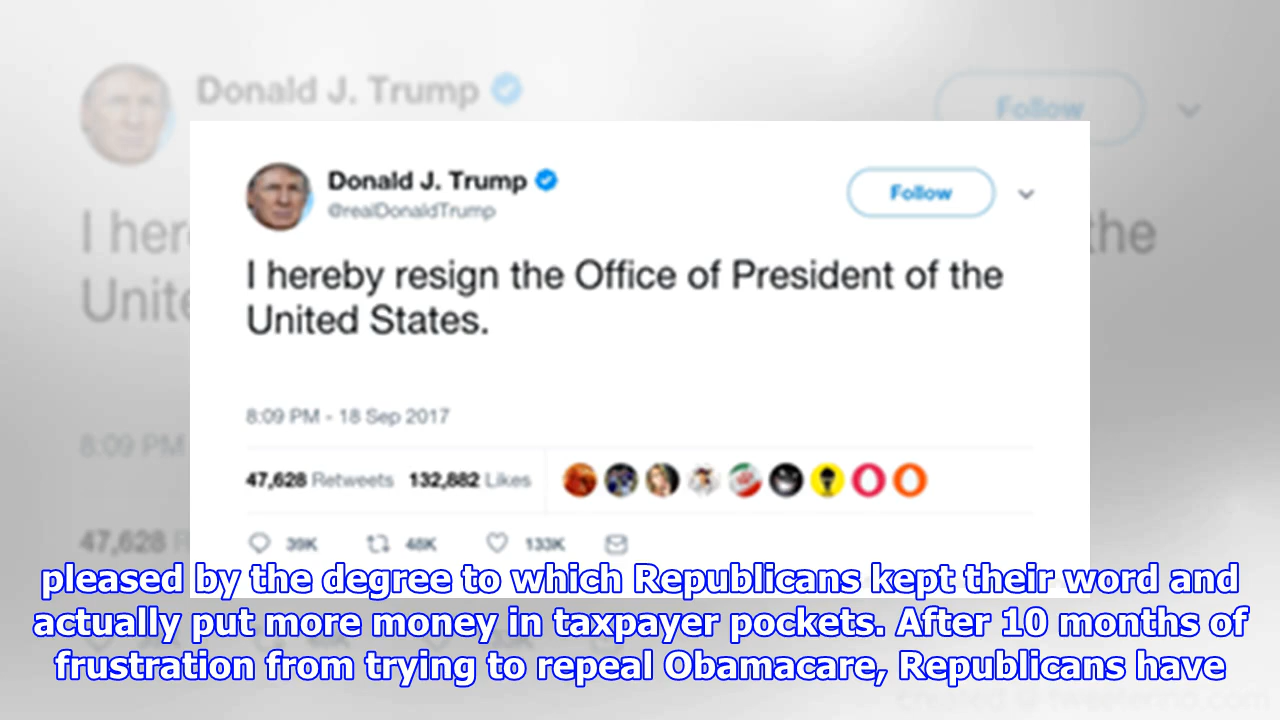 Donald J. Trump
Follow
Donald J. Trump
@realDonaldTrump
Follow
I her
the
Unite
I hereby resign the Office of President of the
United States.
8:09 PM
8:09 PM - 18 Sep 2017
47,628 R
47,628 Retweets 132,882 Likes
39K 48K 133K
pleased by the degree to which Republicans kept their word and
actually put more money in taxpayer pockets. After 10 months of
frustration from trying to repeal Obamacare, Republicans have